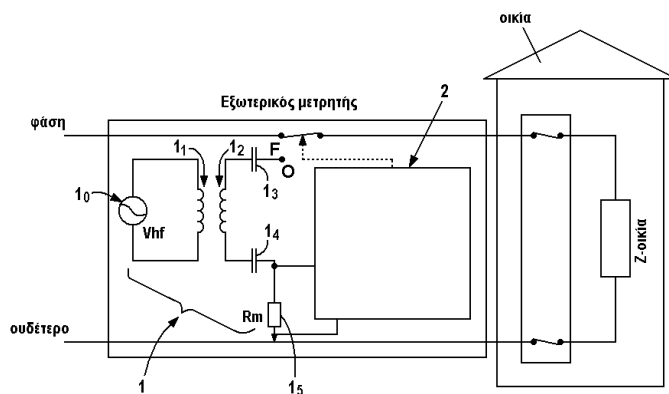 οικία
Εξωτερικός μετρητής
2
φάση
1₁
1₂
F
O
1₃
1₀
Vhf
1₄
Z-οικία
Rm
ουδέτερο
1
1₅